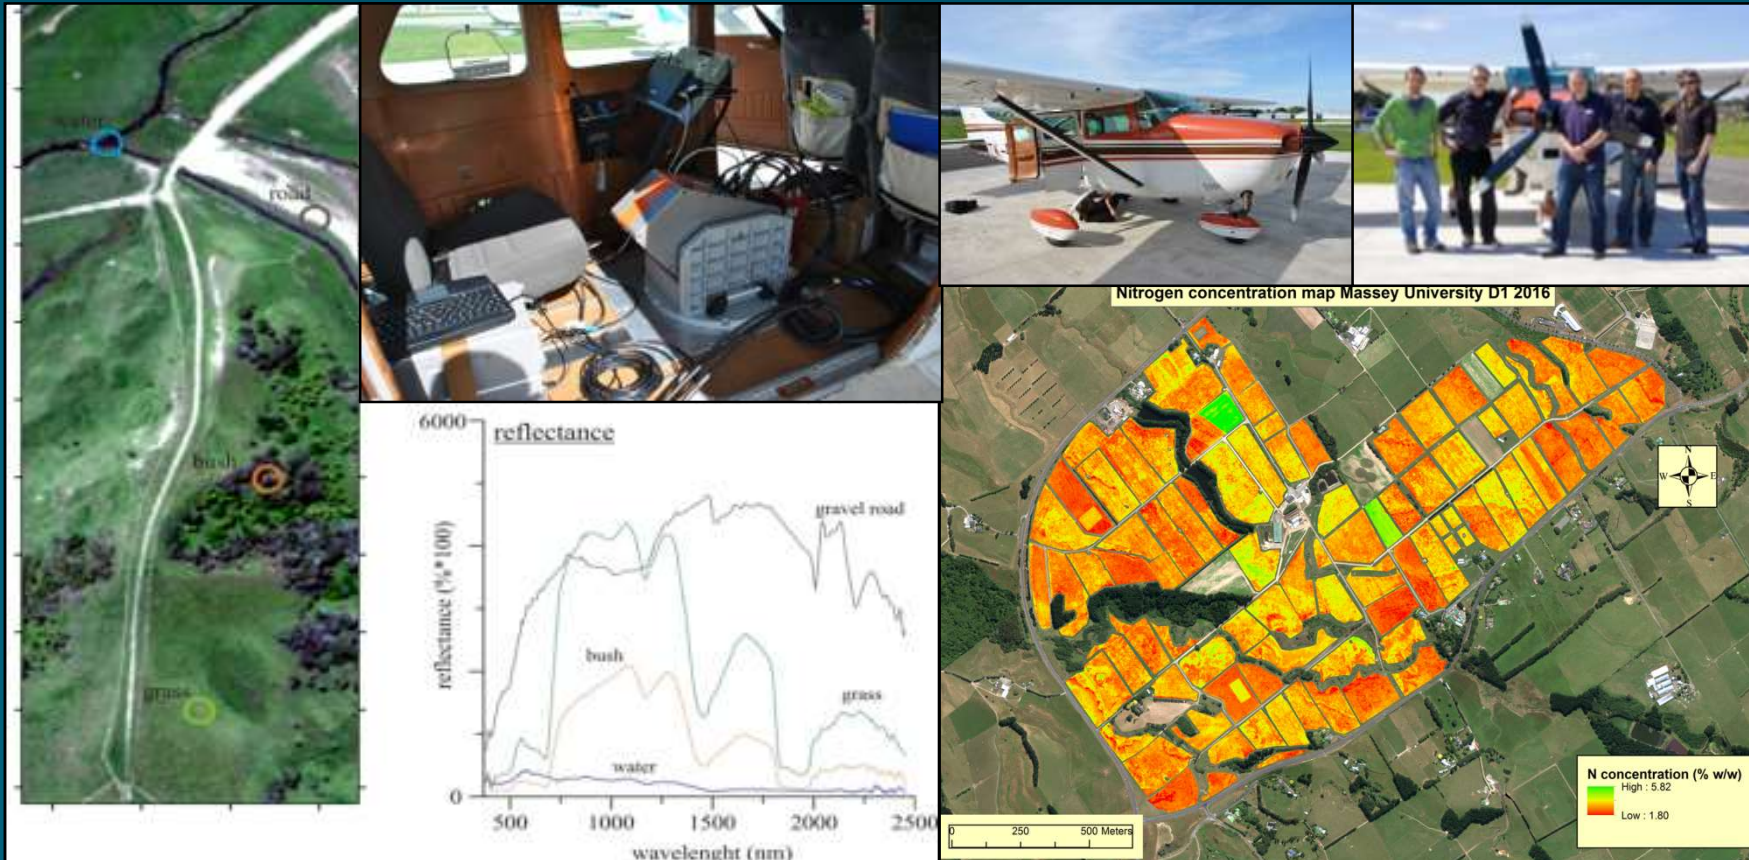 water
road
bush
grass
6000
reflectance
gravel road
bush
grass
water
reflectance (%*100)
0
500
1000
1500
2000
2500
wavelenght (nm)
Nitrogen concentration map Massey University D1 2016
N
W
E
S
N concentration (% w/w)
High : 5.82
Low : 1.80
0
250
500 Meters